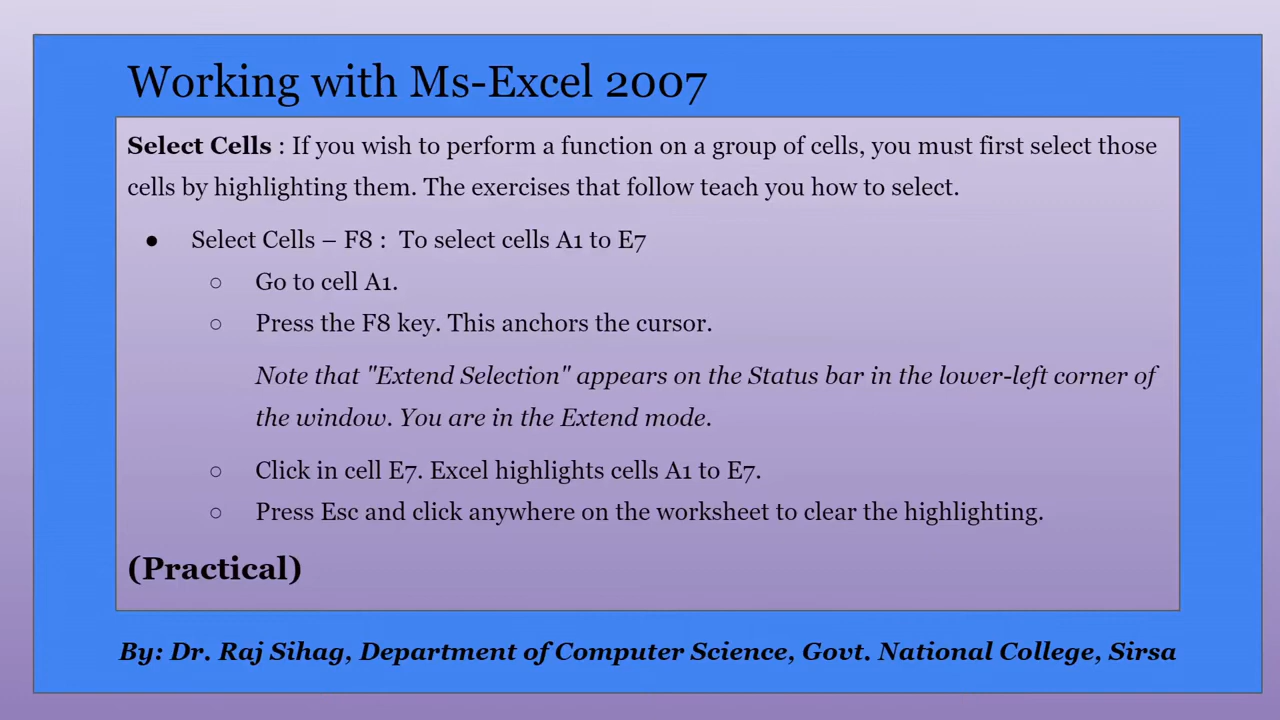 Working with Ms-Excel 2007
Select Cells : If you wish to perform a function on a group of cells, you must first select those
cells by highlighting them. The exercises that follow teach you how to select.
● Select Cells – F8 : To select cells A1 to E7
○ Go to cell A1.
○ Press the F8 key. This anchors the cursor.
Note that "Extend Selection" appears on the Status bar in the lower-left corner of
the window. You are in the Extend mode.
○ Click in cell E7. Excel highlights cells A1 to E7.
○ Press Esc and click anywhere on the worksheet to clear the highlighting.
(Practical)
By: Dr. Raj Sihag, Department of Computer Science, Govt. National College, Sirsa